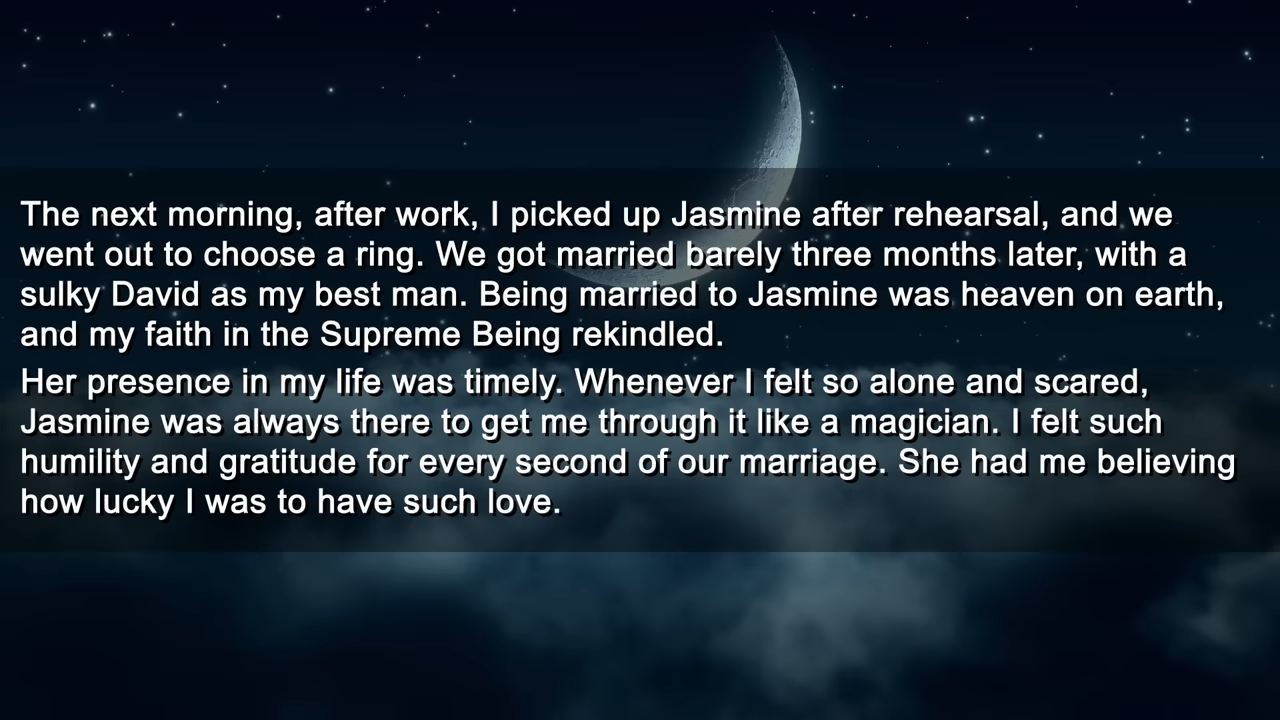 The next morning, after work, I picked up Jasmine after rehearsal, and we
went out to choose a ring. We got married barely three months later, with a
sulky David as my best man. Being married to Jasmine was heaven on earth,
and my faith in the Supreme Being rekindled.
Her presence in my life was timely. Whenever I felt so alone and scared,
Jasmine was always there to get me through it like a magician. I felt such
humility and gratitude for every second of our marriage. She had me believing
how lucky I was to have such love.